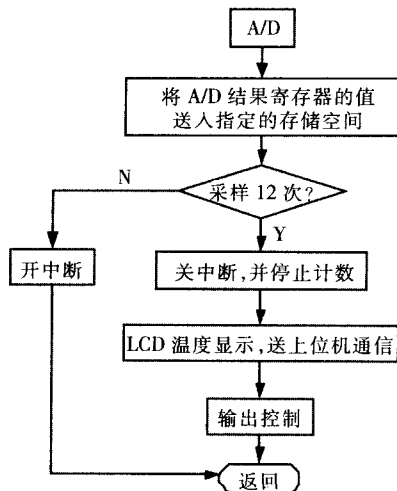 A/D
将 A/D 结果寄存器的值
送入指定的存储空间
N
采样 12 次?
Y
开中断
关中断,并停止计数
LCD 温度显示,送上位机通信
输出控制
返回